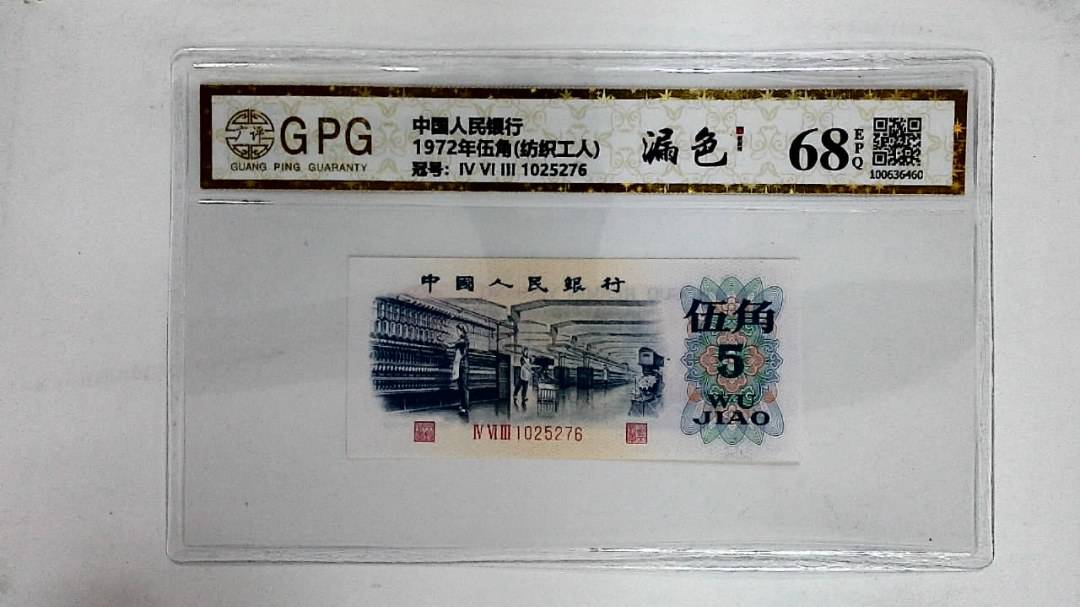 广评
GPG
GUANG PING GUARANTY
中国人民银行
1972年伍角(纺织工人)
冠号: IV VI III 1025276
漏色
68
EPQ
100636460
中國人民銀行
伍角
5
WU
JIAO
IV VI III 1025276